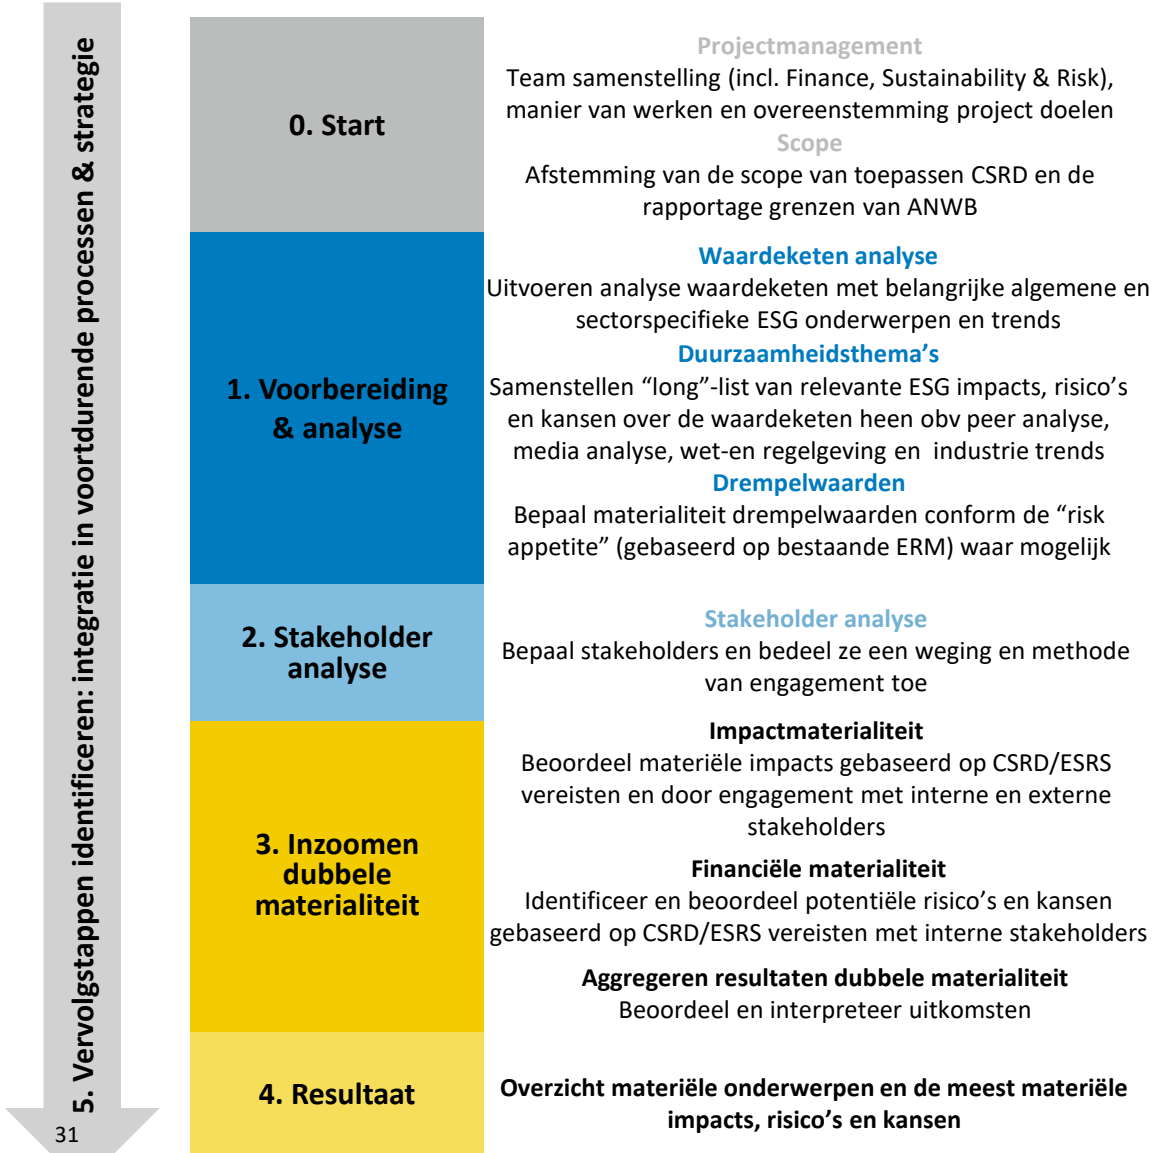 5. Vervolgstappen identificeren: integratie in voortdurende processen & strategie
0. Start
Projectmanagement
Team samenstelling (incl. Finance, Sustainability & Risk),
manier van werken en overeenstemming project doelen
Scope
Afstemming van de scope van toepassen CSRD en de
rapportage grenzen van ANWB
1. Voorbereiding
& analyse
Waardeketen analyse
Uitvoeren analyse waardeketen met belangrijke algemene en
sectorspecifieke ESG onderwerpen en trends
Duurzaamheidsthema’s
Samenstellen “long”-list van relevante ESG impacts, risico’s
en kansen over de waardeketen heen obv peer analyse,
media analyse, wet-en regelgeving en industrie trends
Drempelwaarden
Bepaal materialiteit drempelwaarden conform de “risk
appetite” (gebaseerd op bestaande ERM) waar mogelijk
2. Stakeholder
analyse
Stakeholder analyse
Bepaal stakeholders en bedeel ze een weging en methode
van engagement toe
3. Inzoomen
dubbele
materialiteit
Impactmaterialiteit
Beoordeel materiële impacts gebaseerd op CSRD/ESRS
vereisten en door engagement met interne en externe
stakeholders
Financiële materialiteit
Identificeer en beoordeel potentiële risico’s en kansen
gebaseerd op CSRD/ESRS vereisten met interne stakeholders
Aggregeren resultaten dubbele materialiteit
Beoordeel en interpreteer uitkomsten
4. Resultaat
Overzicht materiële onderwerpen en de meest materiële
impacts, risico’s en kansen
31